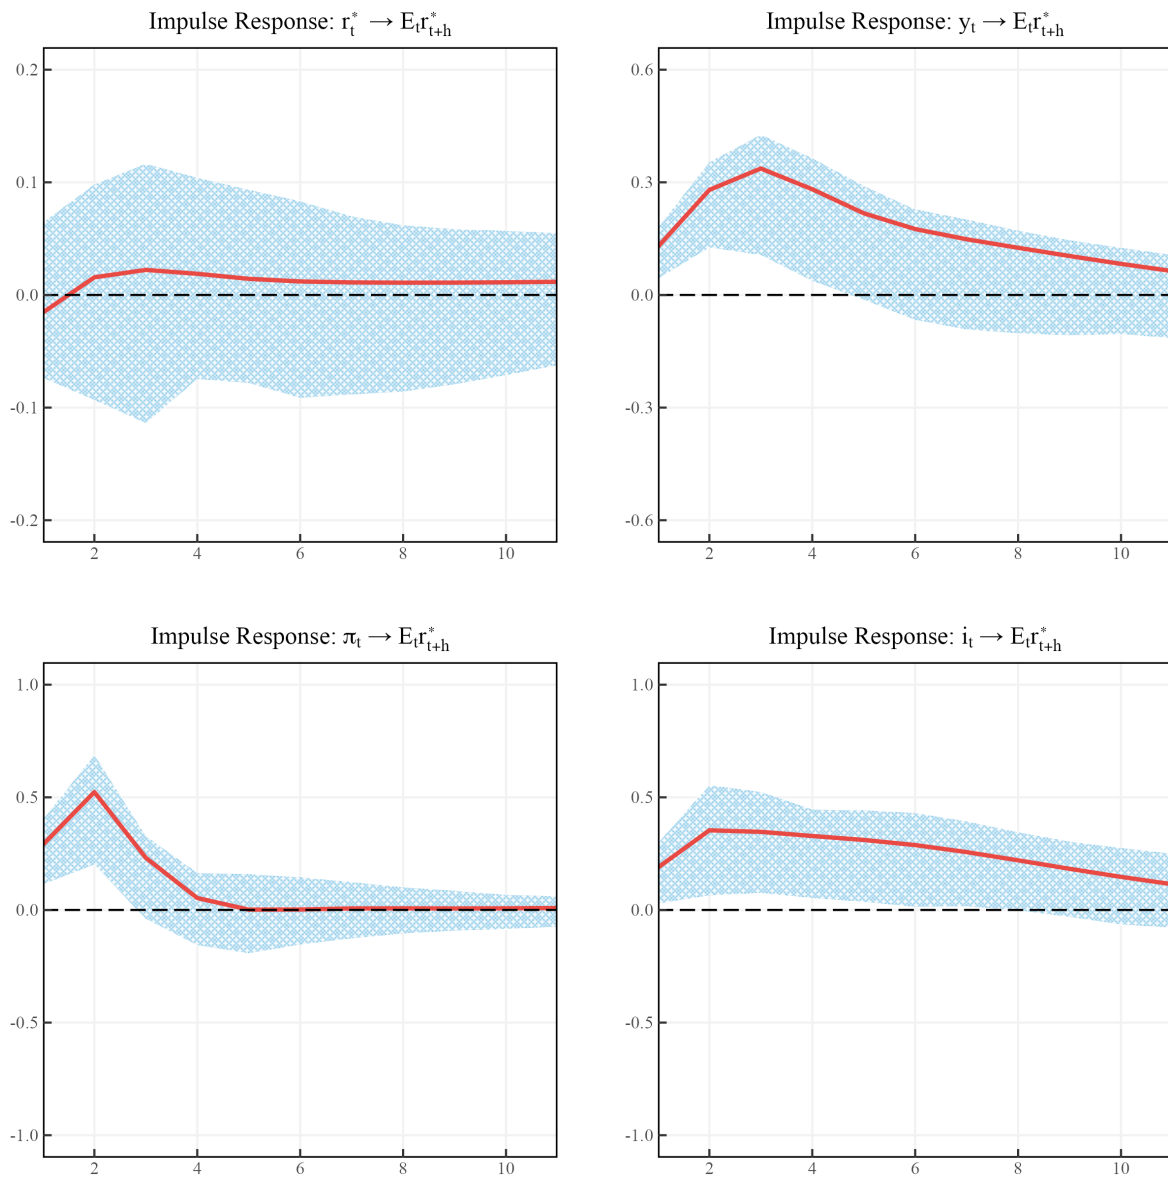 Impulse Response: r*t → Etr*t+h
0.2
0.1
0.0
-0.1
-0.2
2 4 6 8 10
Impulse Response: yt → Etr*t+h
0.6
0.3
0.0
-0.3
-0.6
2 4 6 8 10
Impulse Response: πt → Etr*t+h
1.0
0.5
0.0
-0.5
-1.0
2 4 6 8 10
Impulse Response: it → Etr*t+h
1.0
0.5
0.0
-0.5
-1.0
2 4 6 8 10